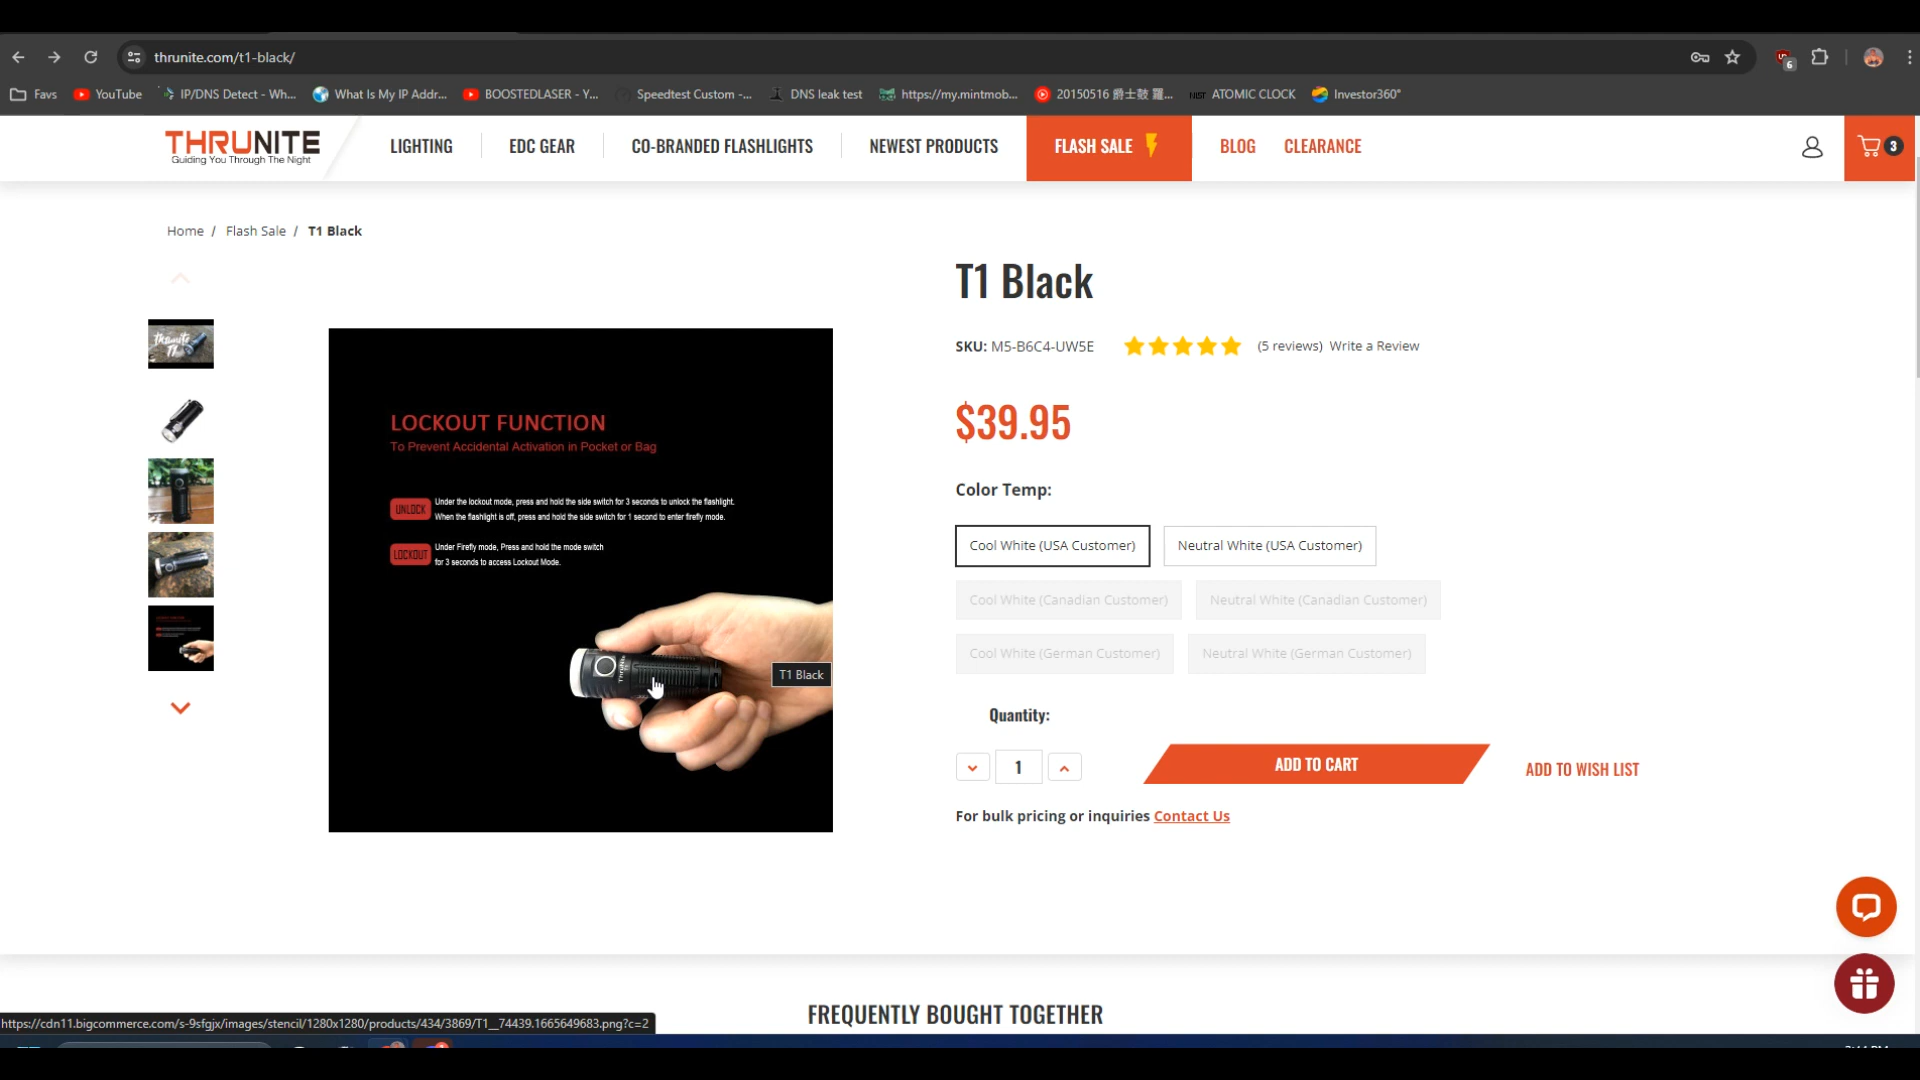 thrunite.com/t1-black/
6
Favs
YouTube
IP/DNS Detect - Wh...
What Is My IP Addr...
BOOSTEDLASER - Y...
Speedtest Custom -...
DNS leak test
https://my.mintmob...
20150516 爵士鼓 羅...
NIST ATOMIC CLOCK
Investor360°
THRUNITE
Guiding You Through The Night
LIGHTING
EDC GEAR
CO-BRANDED FLASHLIGHTS
NEWEST PRODUCTS
FLASH SALE
BLOG
CLEARANCE
3
Home / Flash Sale / T1 Black
T1 Black
SKU: M5-B6C4-UW5E
(5 reviews) Write a Review
$39.95
Color Temp:
Cool White (USA Customer)
Neutral White (USA Customer)
Cool White (Canadian Customer)
Neutral White (Canadian Customer)
Cool White (German Customer)
Neutral White (German Customer)
Quantity:
1
ADD TO CART
ADD TO WISH LIST
For bulk pricing or inquiries Contact Us
LOCKOUT FUNCTION
To Prevent Accidental Activation in Pocket or Bag
UNLOCK
Under the lockout mode, press and hold the side switch for 3 seconds to unlock the flashlight.
When the flashlight is off, press and hold the side switch for 1 second to enter firefly mode.
LOCKOUT
Under Firefly mode, Press and hold the mode switch
for 3 seconds to access Lockout Mode.
ThruNite
T1 Black
FREQUENTLY BOUGHT TOGETHER
https://cdn11.bigcommerce.com/s-9sfgjx/images/stencil/1280x1280/products/434/3869/T1__74439.1665649683.png?c=2